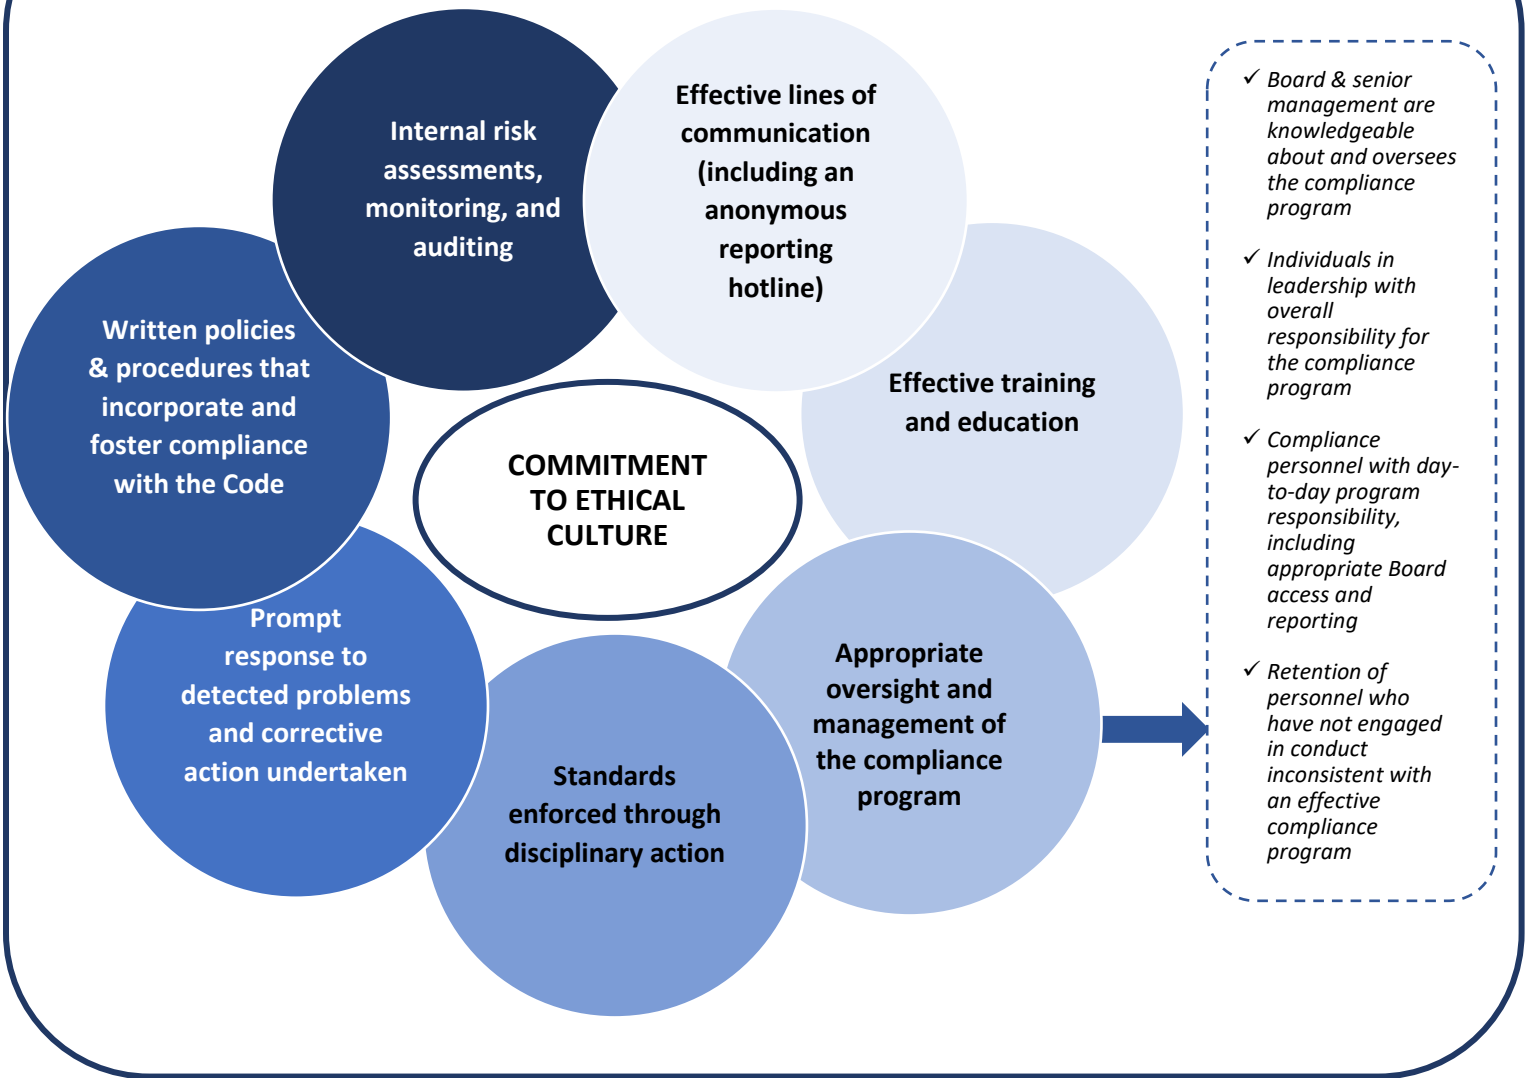 Internal risk
assessments,
monitoring, and
auditing
Effective lines of
communication
(including an
anonymous
reporting
hotline)
Effective training
and education
Appropriate
oversight and
management of
the compliance
program
Standards
enforced through
disciplinary action
Prompt
response to
detected problems
and corrective
action undertaken
Written policies
& procedures that
incorporate and
foster compliance
with the Code
COMMITMENT
TO ETHICAL
CULTURE
✓ Board & senior
management are
knowledgeable
about and oversees
the compliance
program
✓ Individuals in
leadership with
overall
responsibility for
the compliance
program
✓ Compliance
personnel with day-
to-day program
responsibility,
including
appropriate Board
access and
reporting
✓ Retention of
personnel who
have not engaged
in conduct
inconsistent with
an effective
compliance
program